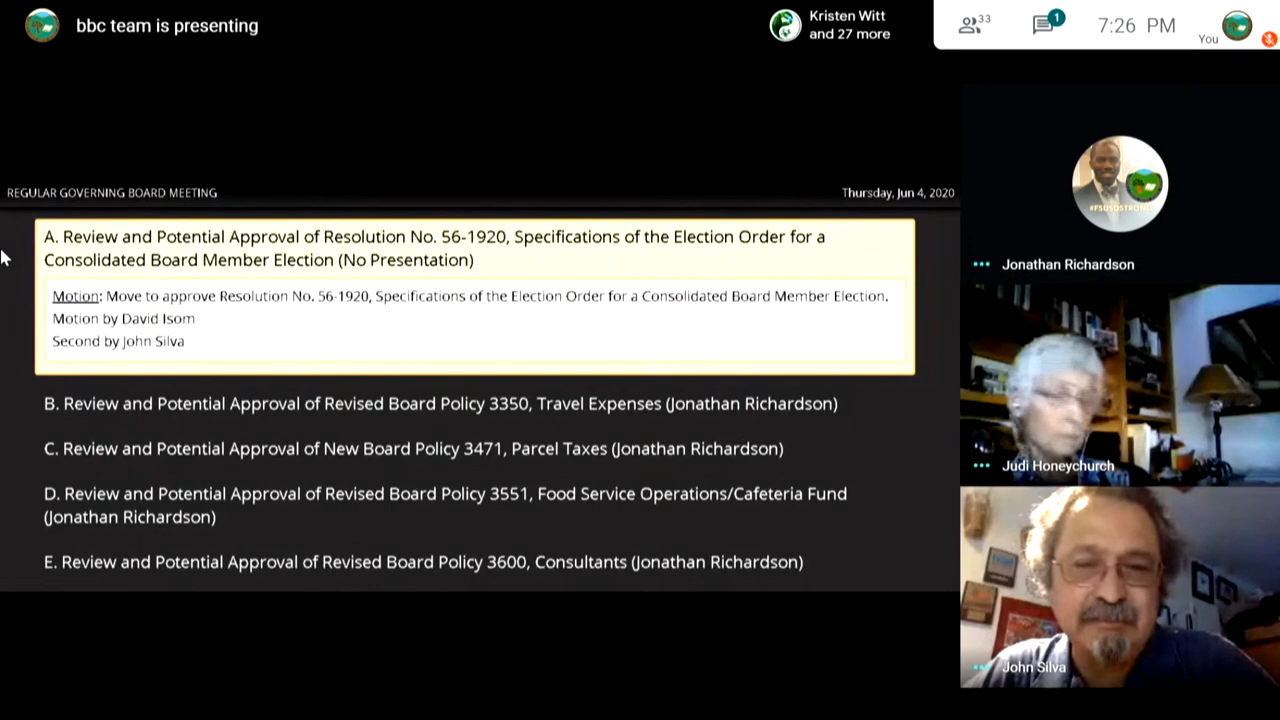 bbc team is presenting
Kristen Witt
and 27 more
33
1
7:26 PM
You
REGULAR GOVERNING BOARD MEETING
Thursday, Jun 4, 2020
A. Review and Potential Approval of Resolution No. 56-1920, Specifications of the Election Order for a
Consolidated Board Member Election (No Presentation)
Motion: Move to approve Resolution No. 56-1920, Specifications of the Election Order for a Consolidated Board Member Election.
Motion by David Isom
Second by John Silva
B. Review and Potential Approval of Revised Board Policy 3350, Travel Expenses (Jonathan Richardson)
C. Review and Potential Approval of New Board Policy 3471, Parcel Taxes (Jonathan Richardson)
D. Review and Potential Approval of Revised Board Policy 3551, Food Service Operations/Cafeteria Fund
(Jonathan Richardson)
E. Review and Potential Approval of Revised Board Policy 3600, Consultants (Jonathan Richardson)
#FSUSDSTRONG
Jonathan Richardson
Judi Honeychurch
John Silva